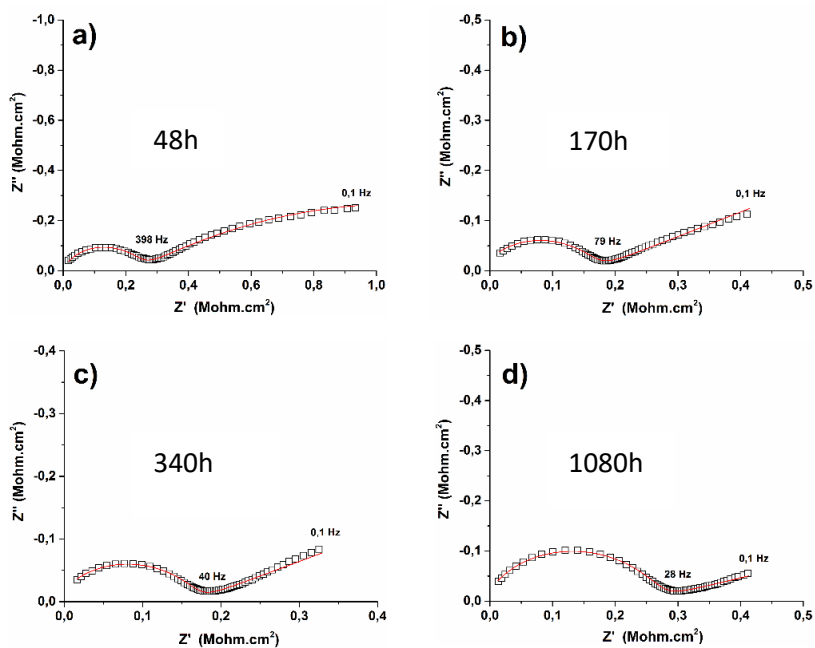 a)
-1,0
-0,8
-0,6
-0,4
-0,2
0,0
Z'' (Mohm.cm²)
48h
398 Hz
0,1 Hz
0,0 0,2 0,4 0,6 0,8 1,0
Z' (Mohm.cm²)
b)
-0,5
-0,4
-0,3
-0,2
-0,1
0,0
Z'' (Mohm.cm²)
170h
79 Hz
0,1 Hz
0,0 0,1 0,2 0,3 0,4 0,5
Z' (Mohm.cm²)
c)
-0,4
-0,3
-0,2
-0,1
0,0
Z'' (Mohm.cm²)
340h
40 Hz
0,1 Hz
0,0 0,1 0,2 0,3 0,4
Z' (Mohm.cm²)
d)
-0,5
-0,4
-0,3
-0,2
-0,1
0,0
Z'' (Mohm.cm²)
1080h
28 Hz
0,1 Hz
0,0 0,1 0,2 0,3 0,4 0,5
Z' (Mohm.cm²)